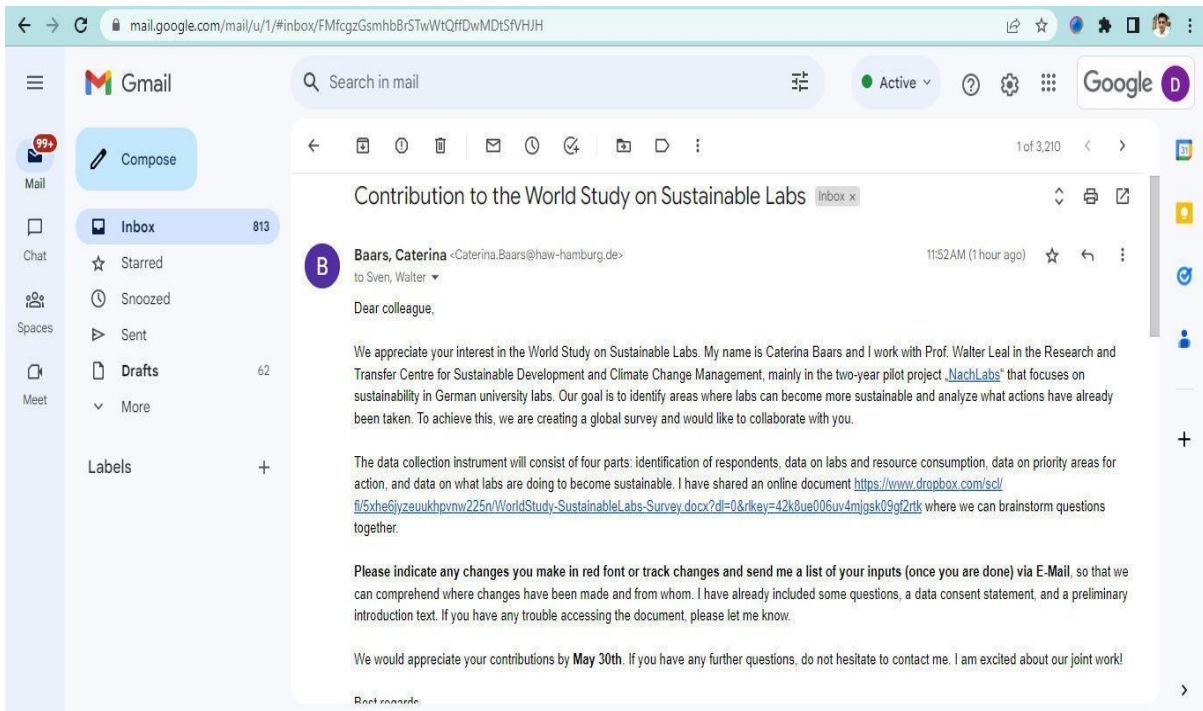 mail.google.com/mail/u/1/#inbox/FMfcgzGsmhbBrSTwWtQffDwMDtSfVHJH
Gmail
Search in mail
Active
Google D
99+
Mail
Compose
1 of 3,210
31
Contribution to the World Study on Sustainable Labs Inbox x
Chat
Inbox 813
Starred
B
Baars, Caterina <Caterina.Baars@haw-hamburg.de> 11:52 AM (1 hour ago)
to Sven, Walter
Spaces
Snoozed
Sent
Meet
Drafts 62
More
Labels
Dear colleague,
We appreciate your interest in the World Study on Sustainable Labs. My name is Caterina Baars and I work with Prof. Walter Leal in the Research and
Transfer Centre for Sustainable Development and Climate Change Management, mainly in the two-year pilot project „NachLabs“ that focuses on
sustainability in German university labs. Our goal is to identify areas where labs can become more sustainable and analyze what actions have already
been taken. To achieve this, we are creating a global survey and would like to collaborate with you.
The data collection instrument will consist of four parts: identification of respondents, data on labs and resource consumption, data on priority areas for
action, and data on what labs are doing to become sustainable. I have shared an online document https://www.dropbox.com/scl/
fi/5xhe6jyzeuukhpvnw225n/WorldStudy-SustainableLabs-Survey.docx?dl=0&rlkey=42k8ue006uv4mjgsk09gf2rtk where we can brainstorm questions
together.
Please indicate any changes you make in red font or track changes and send me a list of your inputs (once you are done) via E-Mail, so that we
can comprehend where changes have been made and from whom. I have already included some questions, a data consent statement, and a preliminary
introduction text. If you have any trouble accessing the document, please let me know.
We would appreciate your contributions by May 30th. If you have any further questions, do not hesitate to contact me. I am excited about our joint work!
Best regards